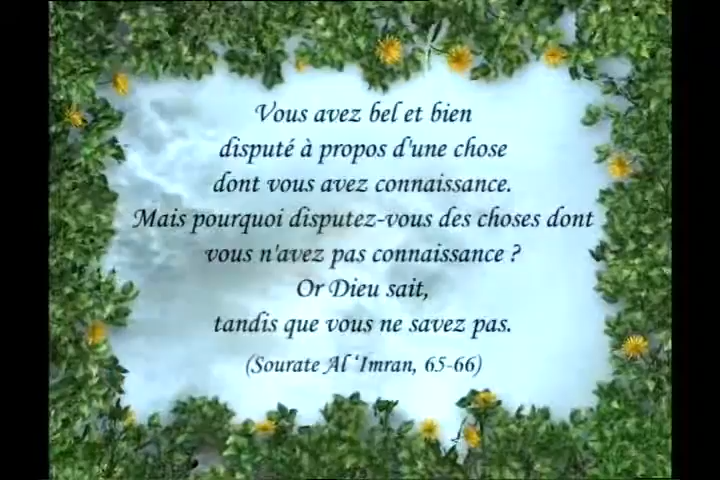 Vous avez bel et bien
disputé à propos d'une chose
dont vous avez connaissance.
Mais pourquoi disputez-vous des choses dont
vous n'avez pas connaissance ?
Or Dieu sait,
tandis que vous ne savez pas.
(Sourate Al ‘Imran, 65-66)